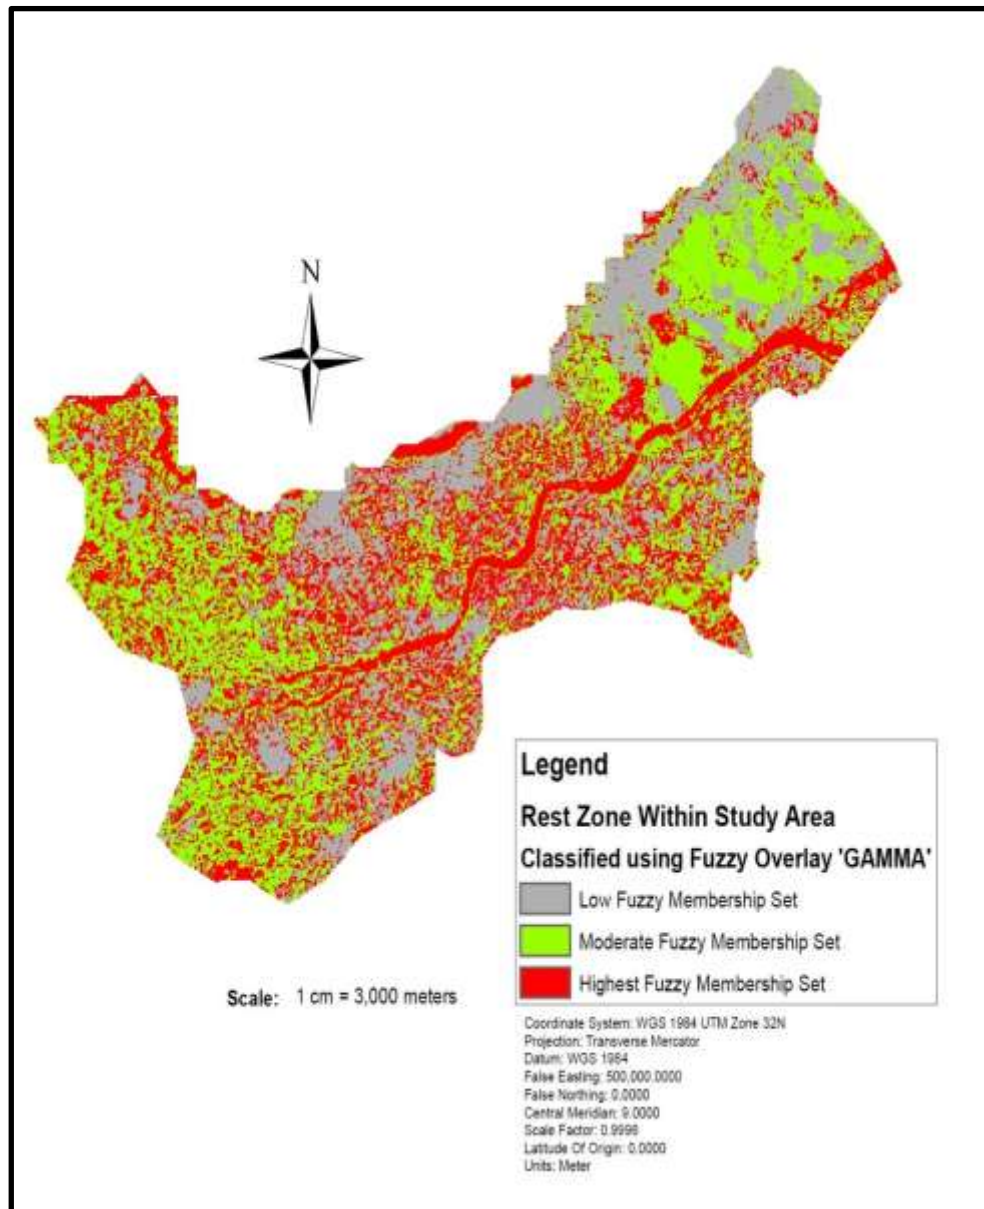 N
Legend
Rest Zone Within Study Area
Classified using Fuzzy Overlay 'GAMMA'
Low Fuzzy Membership Set
Moderate Fuzzy Membership Set
Highest Fuzzy Membership Set
Scale: 1 cm = 3,000 meters
Coordinate System: WGS 1984 UTM Zone 32N
Projection: Transverse Mercator
Datum: WGS 1984
False Easting: 500,000.0000
False Northing: 0.0000
Central Meridian: 9.0000
Scale Factor: 0.9996
Latitude Of Origin: 0.0000
Units: Meter